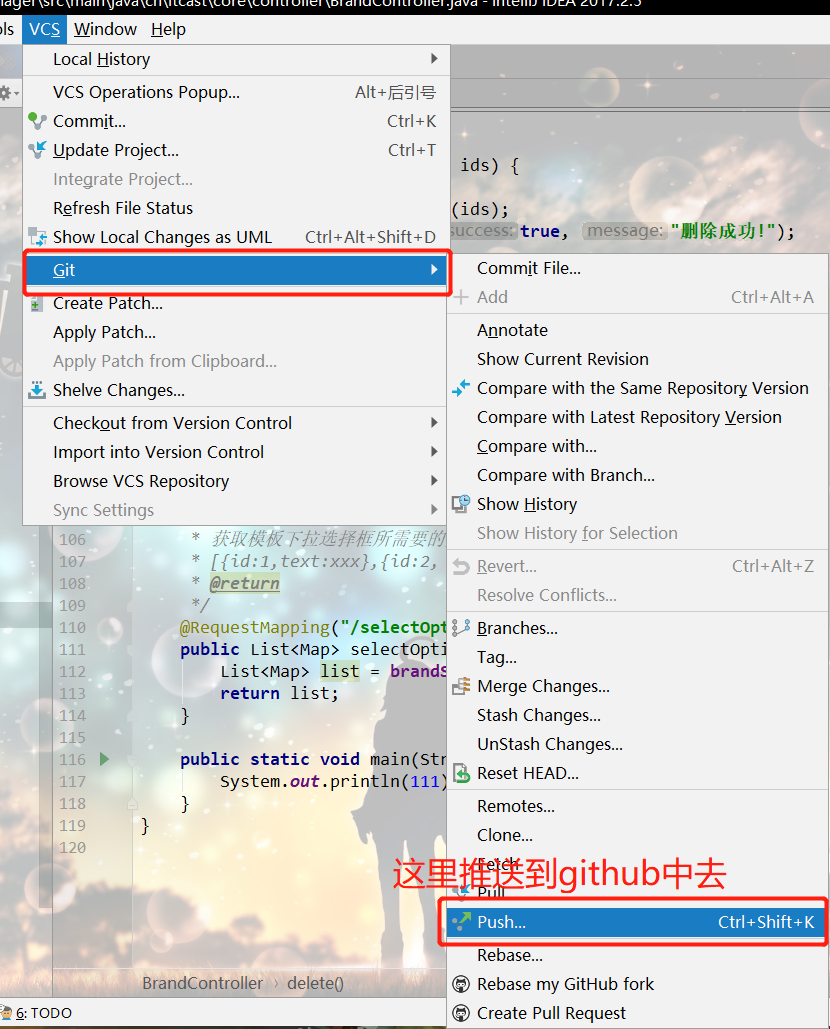 nager\src\main\java\cn\itcast\core\controller\BrandController.java - IntelliJ IDEA 2017.2.5
ols VCS Window Help
Local History
VCS Operations Popup... Alt+后引号
Commit... Ctrl+K
Update Project... Ctrl+T
Integrate Project...
Refresh File Status
Show Local Changes as UML Ctrl+Alt+Shift+D
Git
Create Patch...
Apply Patch...
Apply Patch from Clipboard...
Shelve Changes...
Checkout from Version Control
Import into Version Control
Browse VCS Repository
Sync Settings
ids) {
(ids);
success: true, message: "删除成功!");
Commit File...
Add Ctrl+Alt+A
Annotate
Show Current Revision
Compare with the Same Repository Version
Compare with Latest Repository Version
Compare with...
Compare with Branch...
Show History
Show History for Selection
Revert... Ctrl+Alt+Z
Resolve Conflicts...
Branches...
Tag...
Merge Changes...
Stash Changes...
UnStash Changes...
Reset HEAD...
Remotes...
Clone...
Fetch
Pull
Push... Ctrl+Shift+K
Rebase...
Rebase my GitHub fork
Create Pull Request
106 * 获取模板下拉选择框所需要的
107 * [{id:1,text:xxx},{id:2,
108 * @return
109 */
110 @RequestMapping("/selectOpt
111 public List<Map> selectOpti
112 List<Map> list = brandS
113 return list;
114 }
115
116 public static void main(Str
117 System.out.println(111)
118 }
119 }
120
这里推送到github中去
BrandController › delete()
6: TODO